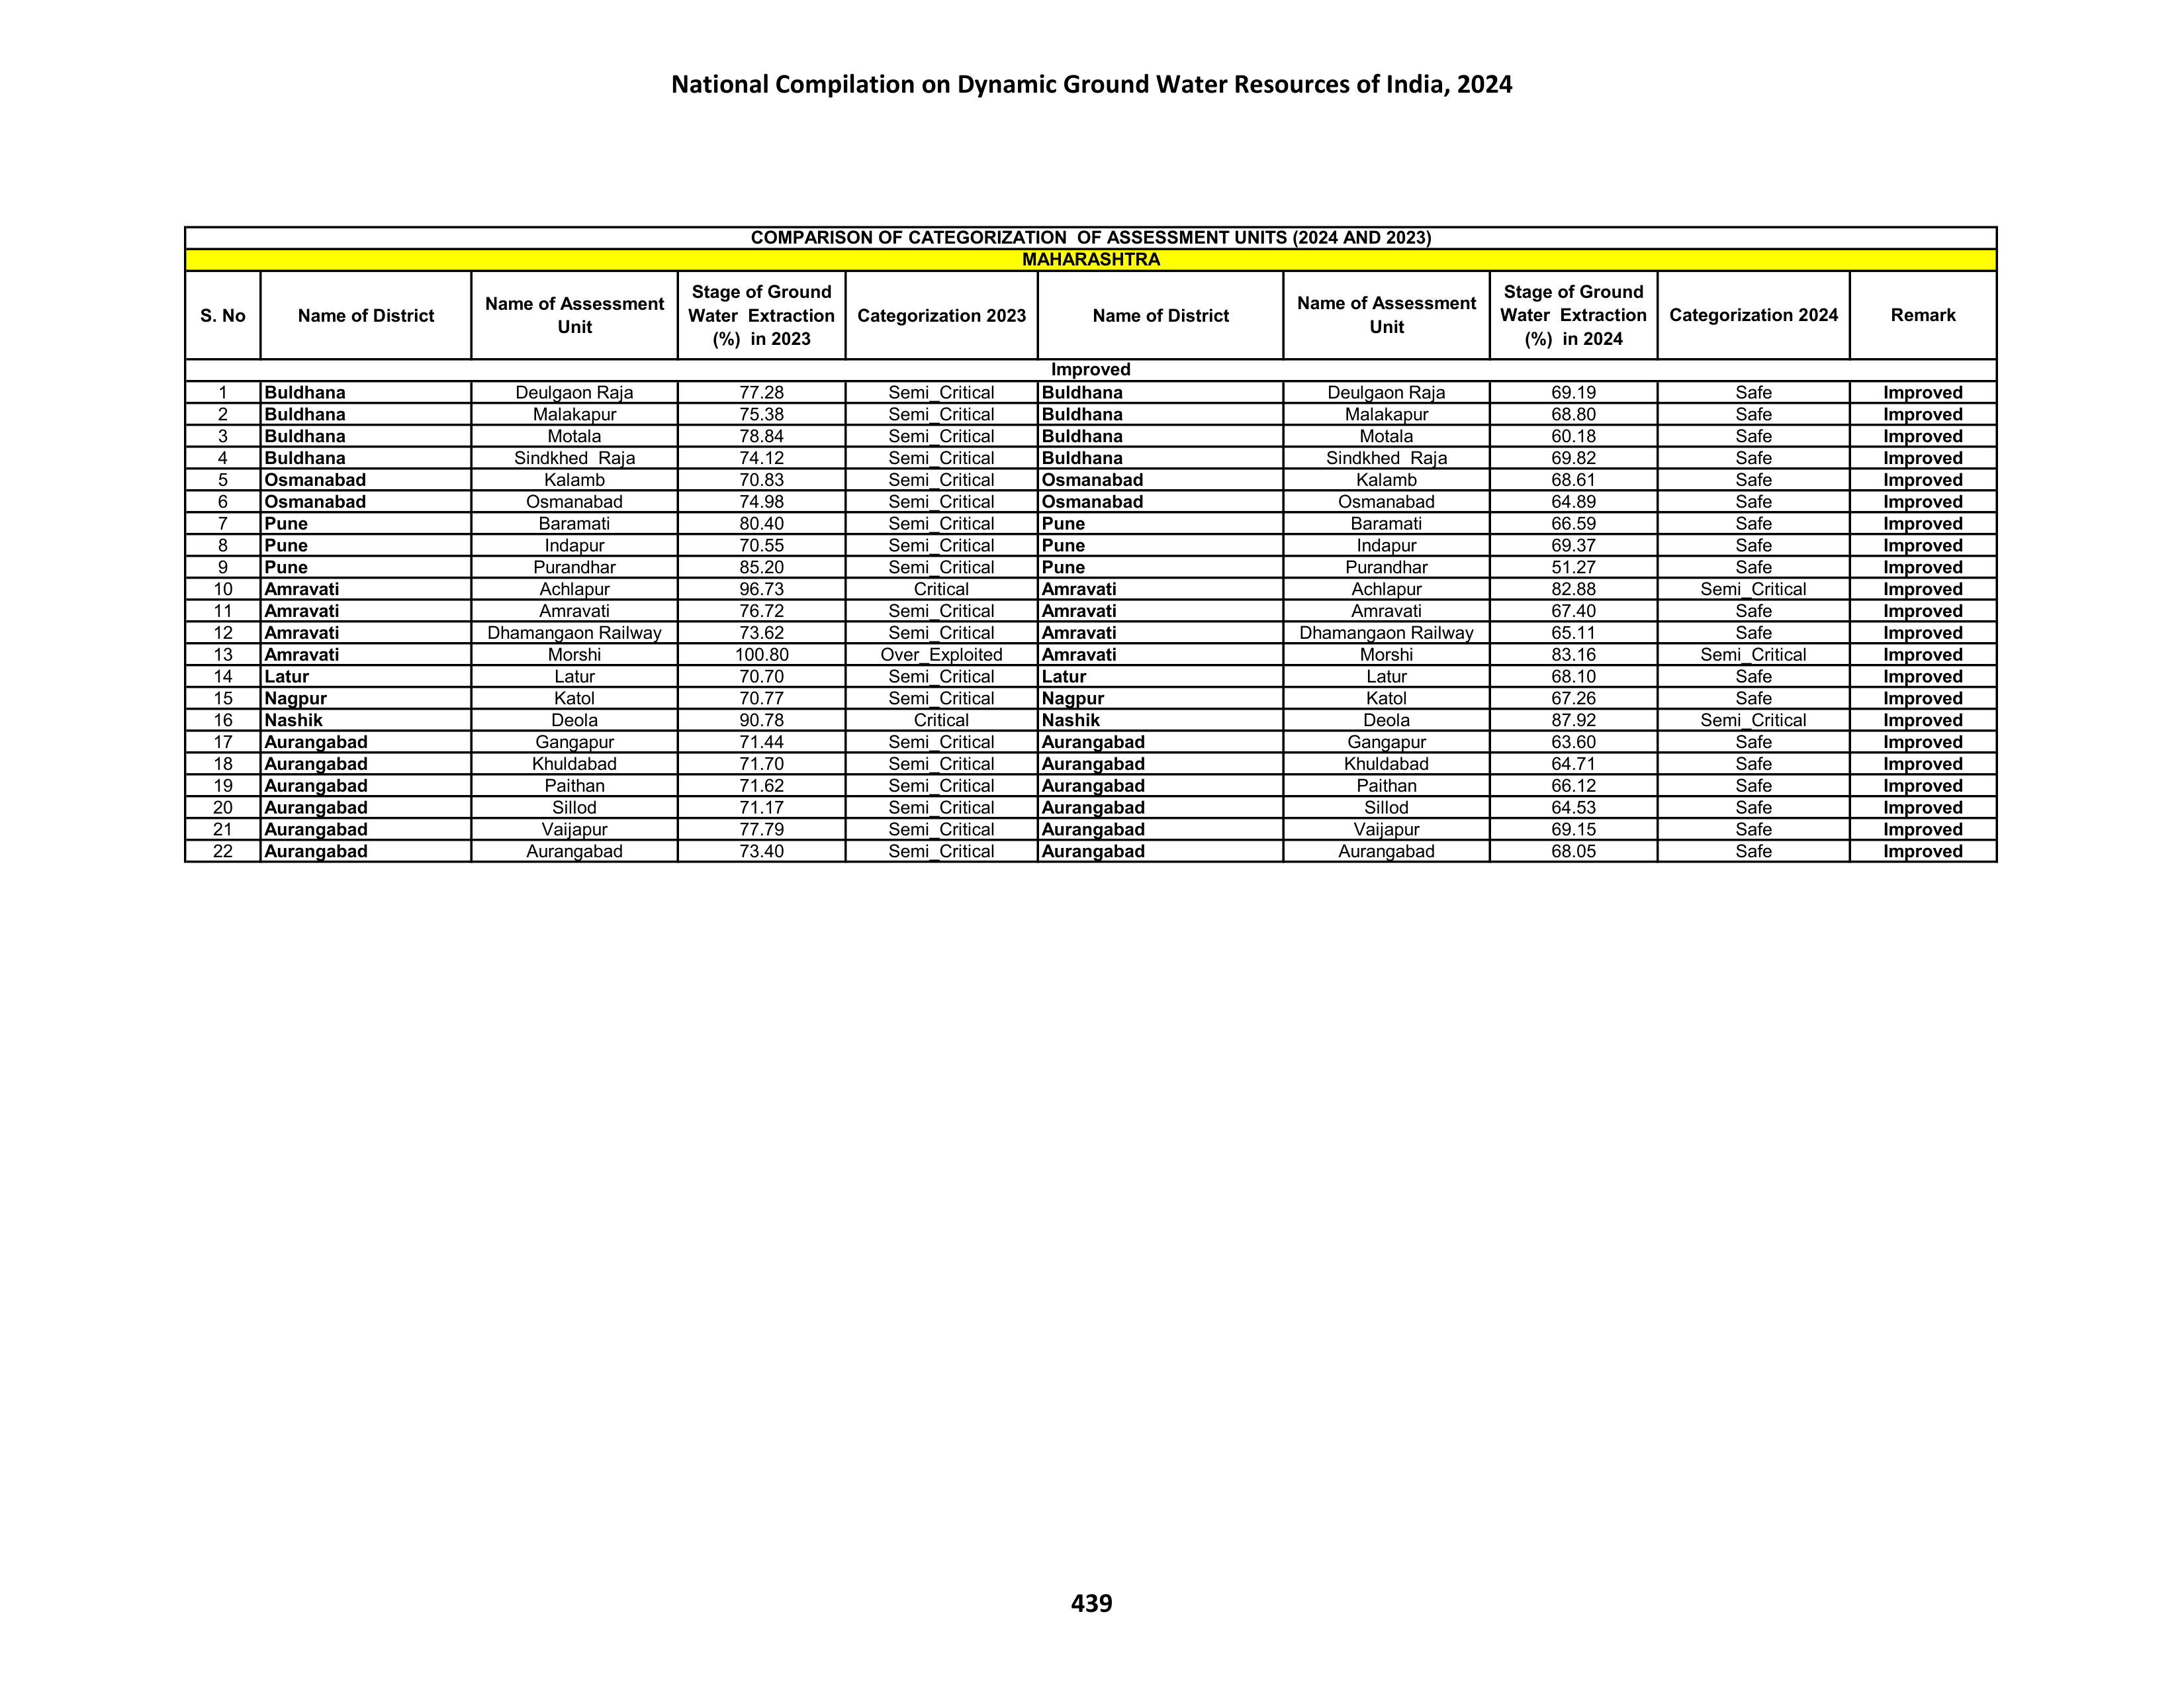 National Compilation on Dynamic Ground Water Resources of India, 2024
COMPARISON OF CATEGORIZATION OF ASSESSMENT UNITS (2024 AND 2023)
MAHARASHTRA
S. No Name of District Name of Assessment Unit Stage of Ground Water Extraction (%) in 2023 Categorization 2023 Name of District Name of Assessment Unit Stage of Ground Water Extraction (%) in 2024 Categorization 2024 Remark
Improved
1 Buldhana Deulgaon Raja 77.28 Semi_Critical Buldhana Deulgaon Raja 69.19 Safe Improved
2 Buldhana Malakapur 75.38 Semi_Critical Buldhana Malakapur 68.80 Safe Improved
3 Buldhana Motala 78.84 Semi_Critical Buldhana Motala 60.18 Safe Improved
4 Buldhana Sindkhed Raja 74.12 Semi_Critical Buldhana Sindkhed Raja 69.82 Safe Improved
5 Osmanabad Kalamb 70.83 Semi_Critical Osmanabad Kalamb 68.61 Safe Improved
6 Osmanabad Osmanabad 74.98 Semi_Critical Osmanabad Osmanabad 64.89 Safe Improved
7 Pune Baramati 80.40 Semi_Critical Pune Baramati 66.59 Safe Improved
8 Pune Indapur 70.55 Semi_Critical Pune Indapur 69.37 Safe Improved
9 Pune Purandhar 85.20 Semi_Critical Pune Purandhar 51.27 Safe Improved
10 Amravati Achlapur 96.73 Critical Amravati Achlapur 82.88 Semi_Critical Improved
11 Amravati Amravati 76.72 Semi_Critical Amravati Amravati 67.40 Safe Improved
12 Amravati Dhamangaon Railway 73.62 Semi_Critical Amravati Dhamangaon Railway 65.11 Safe Improved
13 Amravati Morshi 100.80 Over_Exploited Amravati Morshi 83.16 Semi_Critical Improved
14 Latur Latur 70.70 Semi_Critical Latur Latur 68.10 Safe Improved
15 Nagpur Katol 70.77 Semi_Critical Nagpur Katol 67.26 Safe Improved
16 Nashik Deola 90.78 Critical Nashik Deola 87.92 Semi_Critical Improved
17 Aurangabad Gangapur 71.44 Semi_Critical Aurangabad Gangapur 63.60 Safe Improved
18 Aurangabad Khuldabad 71.70 Semi_Critical Aurangabad Khuldabad 64.71 Safe Improved
19 Aurangabad Paithan 71.62 Semi_Critical Aurangabad Paithan 66.12 Safe Improved
20 Aurangabad Sillod 71.17 Semi_Critical Aurangabad Sillod 64.53 Safe Improved
21 Aurangabad Vaijapur 77.79 Semi_Critical Aurangabad Vaijapur 69.15 Safe Improved
22 Aurangabad Aurangabad 73.40 Semi_Critical Aurangabad Aurangabad 68.05 Safe Improved
439